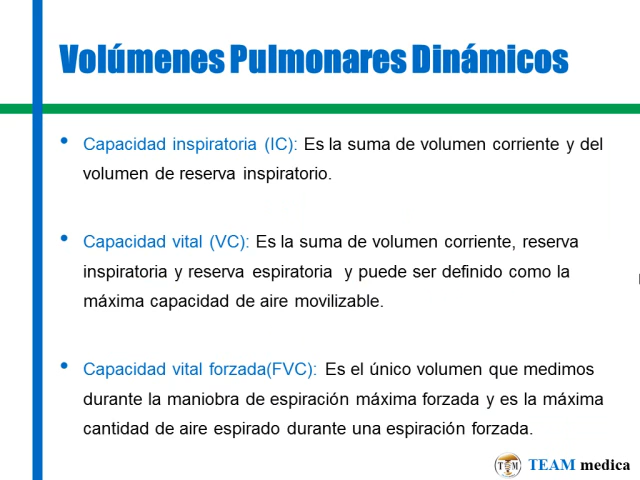 Volúmenes Pulmonares Dinámicos
• Capacidad inspiratoria (IC): Es la suma de volumen corriente y del
volumen de reserva inspiratorio.
• Capacidad vital (VC): Es la suma de volumen corriente, reserva
inspiratoria y reserva espiratoria y puede ser definido como la
máxima capacidad de aire movilizable.
• Capacidad vital forzada(FVC): Es el único volumen que medimos
durante la maniobra de espiración máxima forzada y es la máxima
cantidad de aire espirado durante una espiración forzada.
TEAM medica